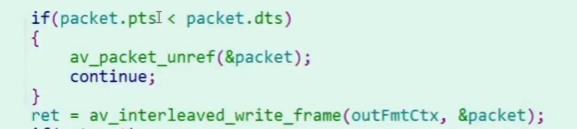 if(packet.pts < packet.dts)
{
av_packet_unref(&packet);
continue;
}
ret = av_interleaved_write_frame(outFmtCtx, &packet);